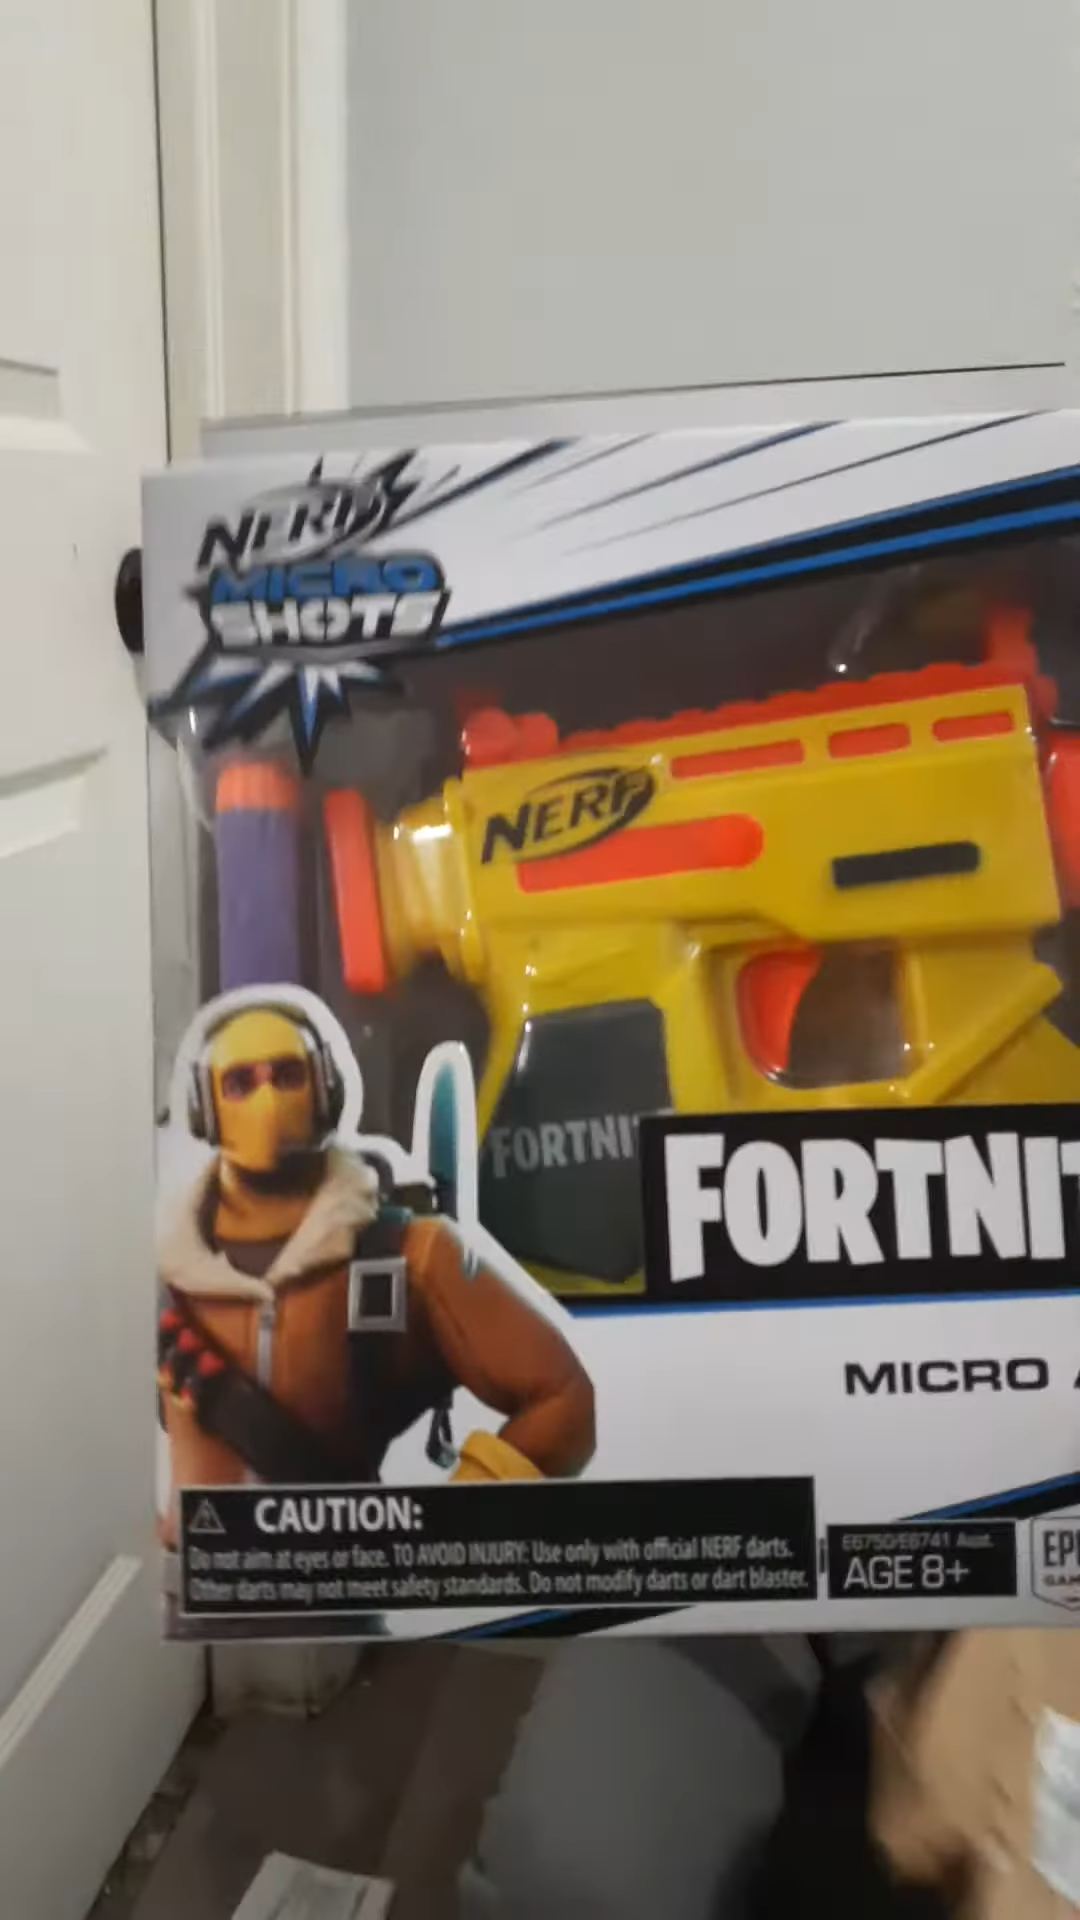 NERF
MICRO
SHOTS
NERF
FORTNI
FORTNIT
MICRO
CAUTION:
Do not aim at eyes or face. TO AVOID INJURY: Use only with official NERF darts.
Other darts may not meet safety standards. Do not modify darts or dart blaster.
E6750/E6741 Asst.
AGE 8+
EPI
GAM